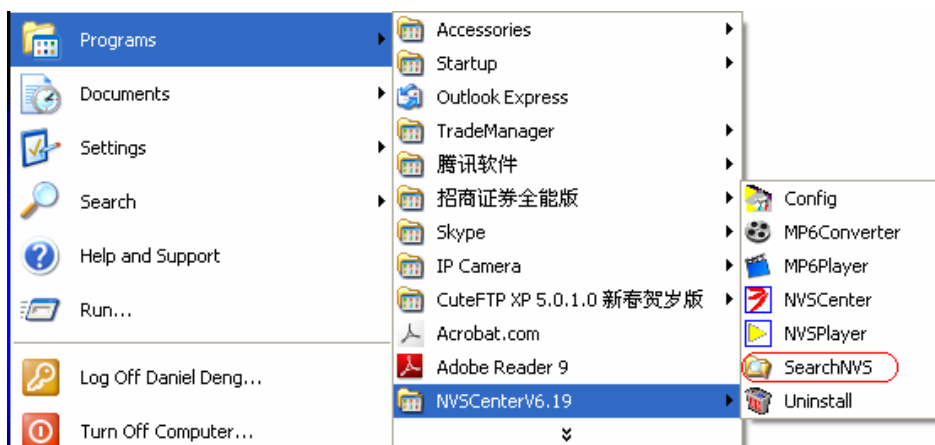 Programs
Documents
Settings
Search
Help and Support
Run...
Log Off Daniel Deng...
Turn Off Computer...
Accessories
Startup
Outlook Express
TradeManager
腾讯软件
招商证券全能版
Skype
IP Camera
CuteFTP XP 5.0.1.0 新春贺岁版
Acrobat.com
Adobe Reader 9
NVSCenterV6.19
Config
MP6Converter
MP6Player
NVSCenter
NVSPlayer
SearchNVS
Uninstall